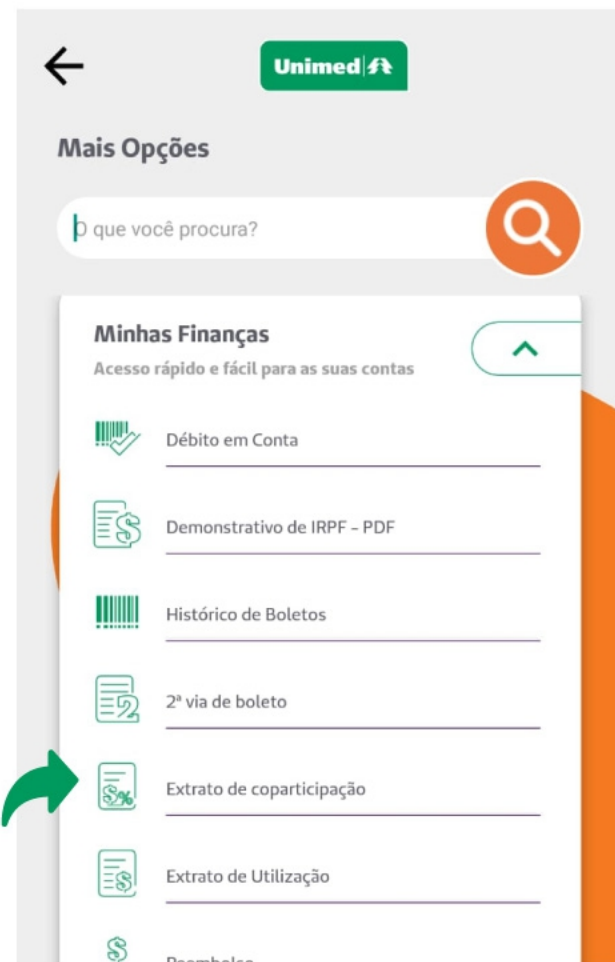 Unimed
Mais Opções
O que você procura?
Minhas Finanças
Acesso rápido e fácil para as suas contas
Débito em Conta
Demonstrativo de IRPF - PDF
Histórico de Boletos
2ª via de boleto
Extrato de coparticipação
Extrato de Utilização